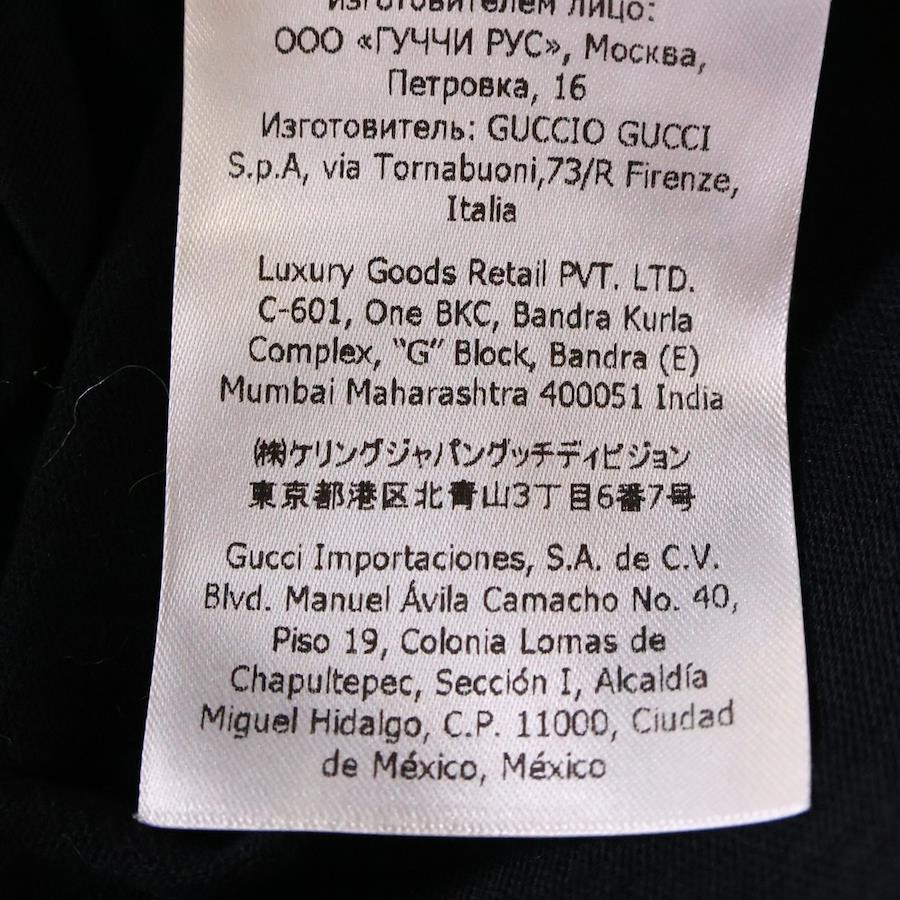 изготовителем лицо:
ООО «ГУЧЧИ РУС», Москва,
Петровка, 16
Изготовитель: GUCCIO GUCCI
S.p.A, via Tornabuoni,73/R Firenze,
Italia
Luxury Goods Retail PVT. LTD.
C-601, One BKC, Bandra Kurla
Complex, “G” Block, Bandra (E)
Mumbai Maharashtra 400051 India
㈱ケリングジャパングッチディビジョン
東京都港区北青山3丁目6番7号
Gucci Importaciones, S.A. de C.V.
Blvd. Manuel Ávila Camacho No. 40,
Piso 19, Colonia Lomas de
Chapultepec, Sección I, Alcaldía
Miguel Hidalgo, C.P. 11000, Ciudad
de México, México